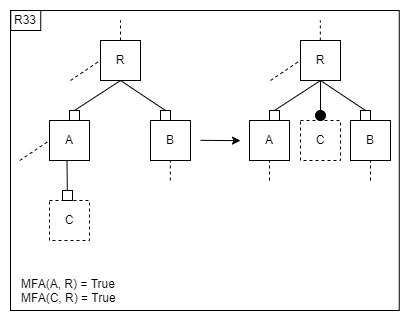 R33
R
R
A
B
A
C
B
C
MFA(A, R) = True
MFA(C, R) = True